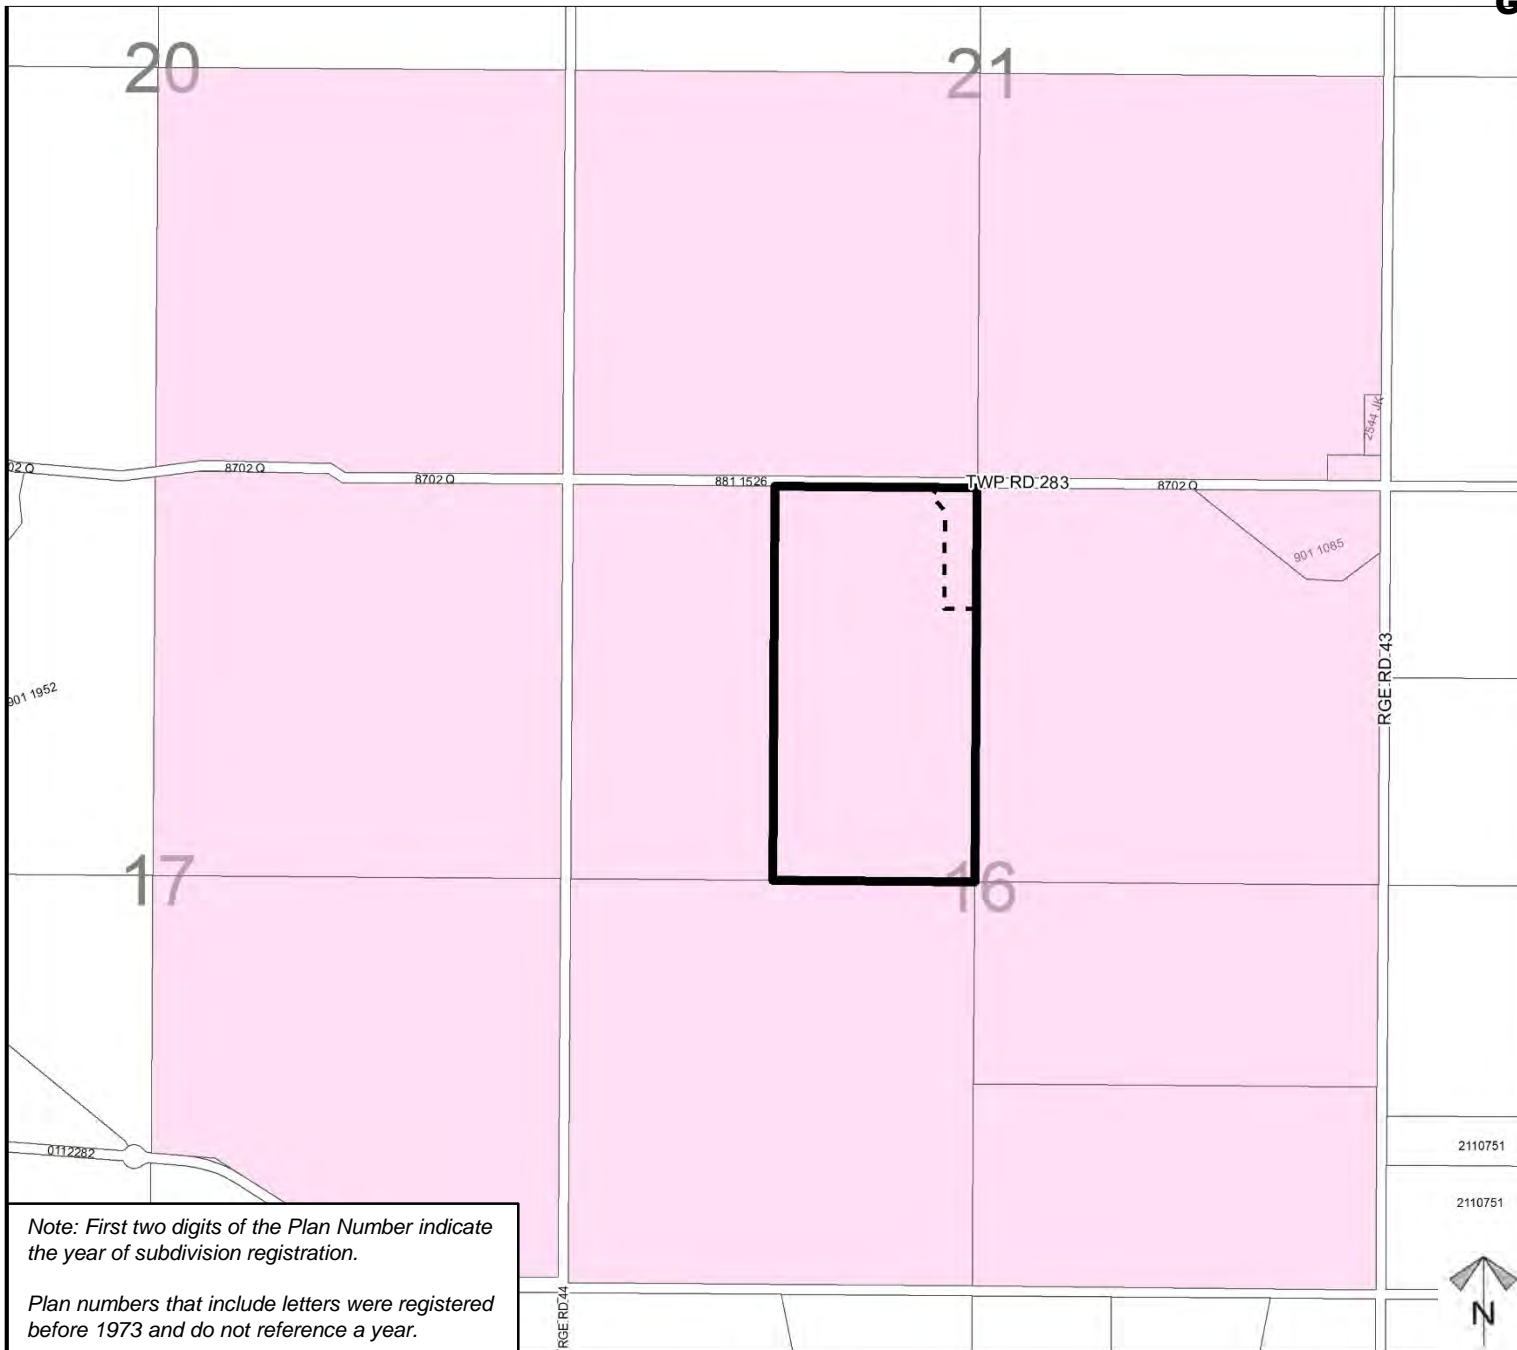 G
20
21
2544 JK
02 Q
8702 Q
8702 Q
881 1526
TWP RD 283
8702 Q
901 1085
901 1952
RGE RD 43
17
16
0112282
2110751
2110751
Note: First two digits of the Plan Number indicate
the year of subdivision registration.
Plan numbers that include letters were registered
before 1973 and do not reference a year.
RGE RD 44
N